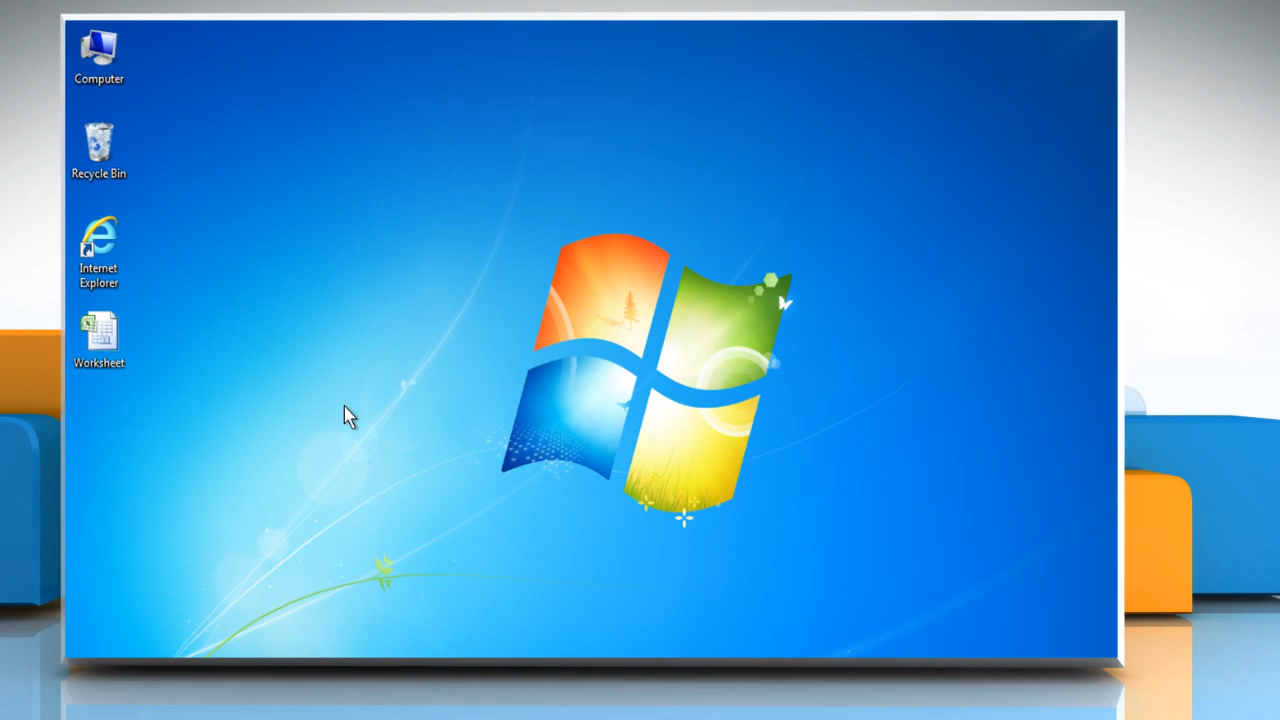 Computer
Recycle Bin
Internet
Explorer
Worksheet